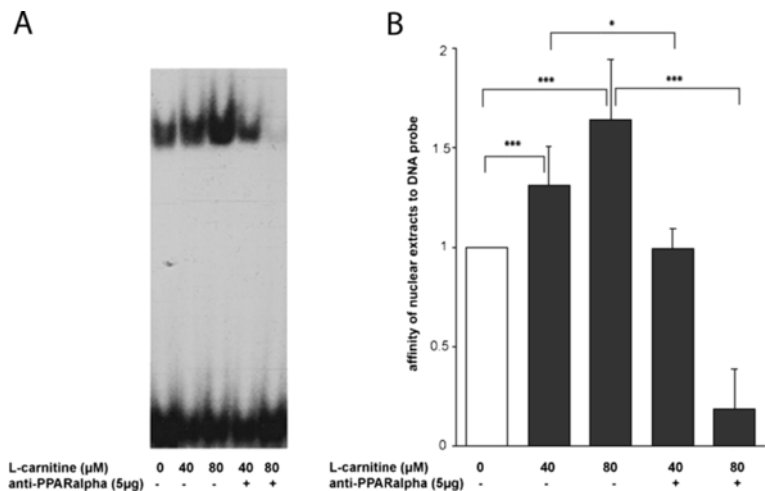 A
L-carnitine (µM) 0 40 80 40 80
anti-PPARalpha (5µg) - - - + +
B
affinity of nuclear extracts to DNA probe
2
1 5
1
0.5
0
*
***
***
***
L-carnitine (µM) 0 40 80 40 80
anti-PPARalpha (5µg) - - - + +